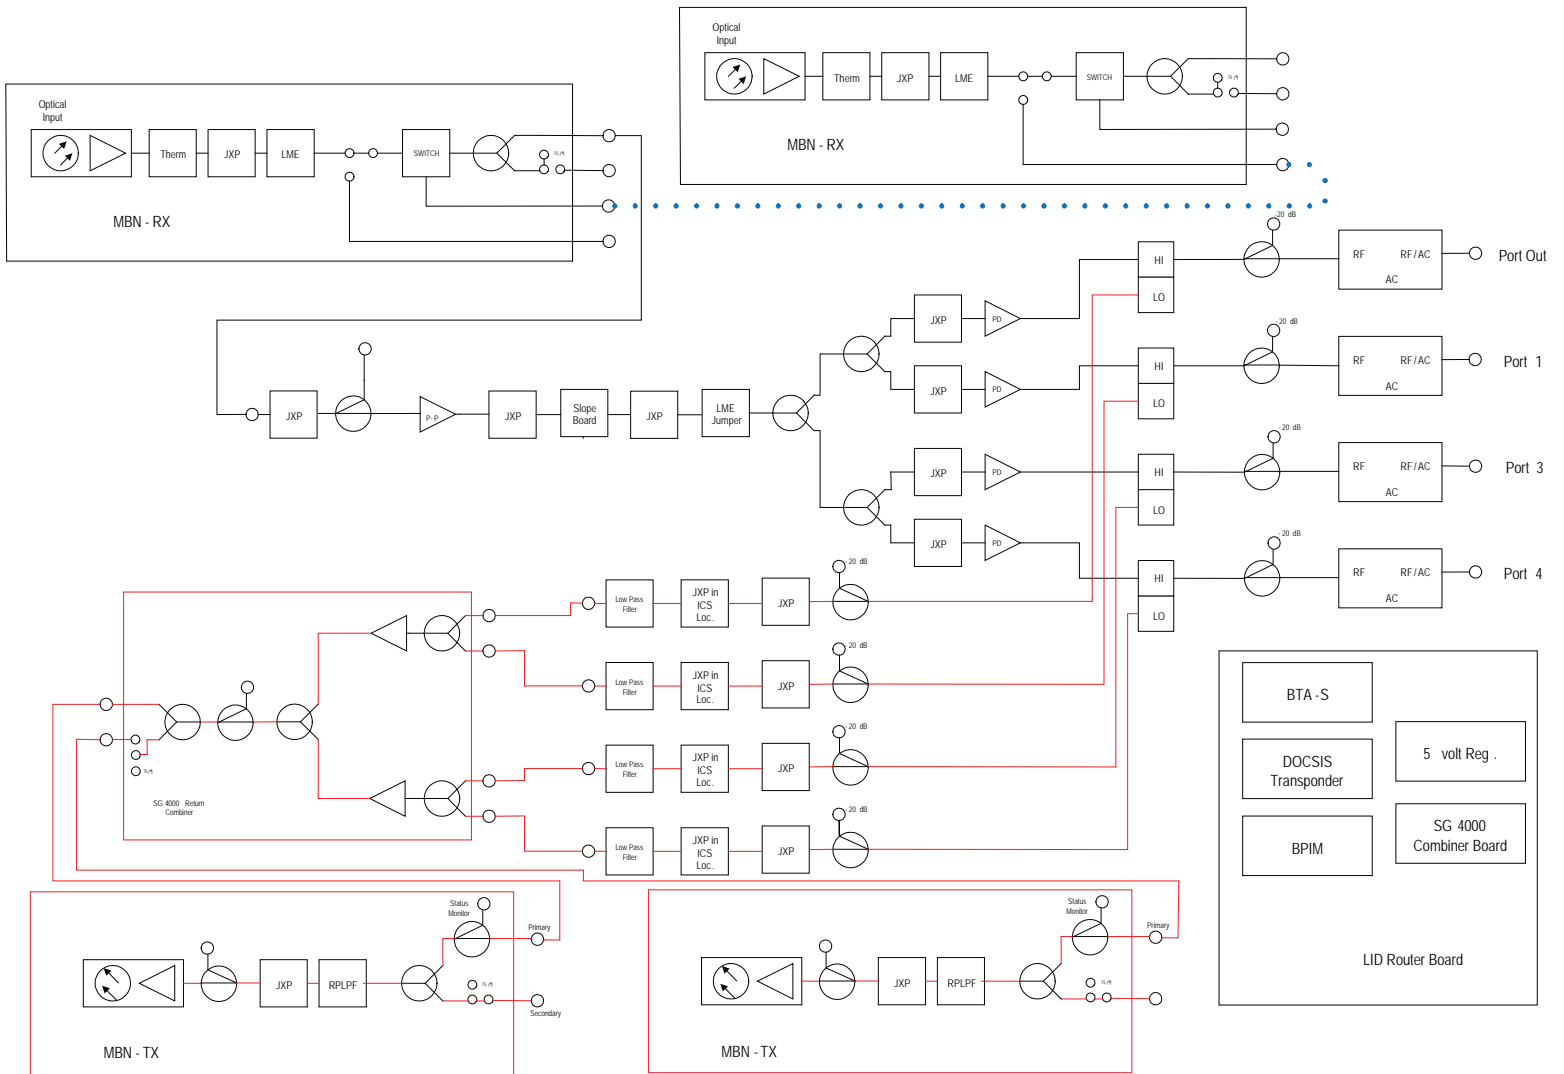 Optical
Input
Therm
JXP
LME
SWITCH
MBN - RX
Optical
Input
Therm
JXP
LME
SWITCH
MBN - RX
-20 dB
HI
LO
RF RF/AC
AC
Port Out
JXP
PD
-20 dB
HI
LO
RF RF/AC
AC
Port 1
JXP
PD
JXP
P-P
JXP
Slope
Board
JXP
LME
Jumper
-20 dB
HI
LO
RF RF/AC
AC
Port 3
JXP
PD
-20 dB
HI
LO
RF RF/AC
AC
Port 4
JXP
PD
Low Pass
Filter
JXP in
ICS
Loc.
JXP
-20 dB
Low Pass
Filter
JXP in
ICS
Loc.
JXP
-20 dB
Low Pass
Filter
JXP in
ICS
Loc.
JXP
-20 dB
Low Pass
Filter
JXP in
ICS
Loc.
JXP
-20 dB
SG 4000 Return
Combiner
BTA -S
DOCSIS
Transponder
BPIM
5 volt Reg .
SG 4000
Combiner Board
LID Router Board
Status
Monitor
Primary
JXP
RPLPF
Secondary
MBN - TX
Status
Monitor
Primary
JXP
RPLPF
MBN - TX